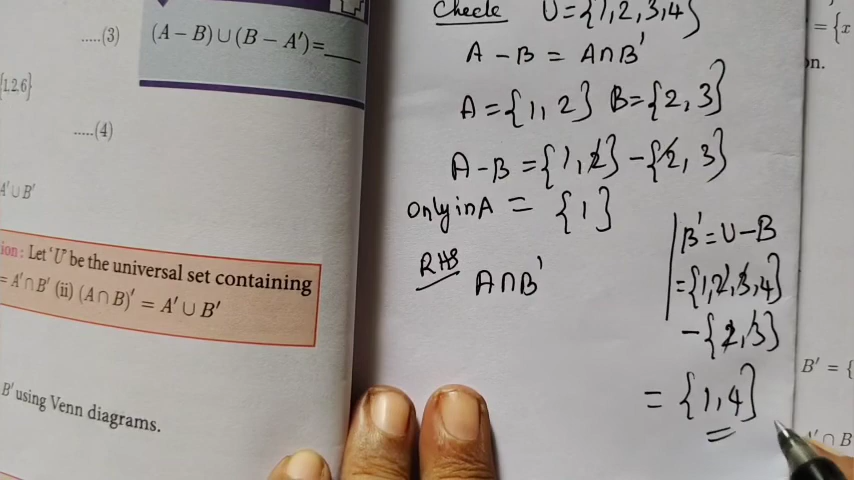 .....(3)
(A − B) ∪ (B − A′) = ____
{1,2,6}
.....(4)
A′ ∪ B′
ion : Let ‘U’ be the universal set containing
= A′ ∩ B′ (ii) (A ∩ B)′ = A′ ∪ B′
B′ using Venn diagrams.
Check U = {1, 2, 3, 4}
A − B = A∩B′
A = {1, 2} B = {2, 3}
A − B = {1, 2} − {2, 3}
only in A = {1}
RHS
A∩B′
B′ = U − B
= {1, 2, 3, 4}
− {2, 3}
= {1, 4}
= {x
on.
B′ = {
A′ ∩ B